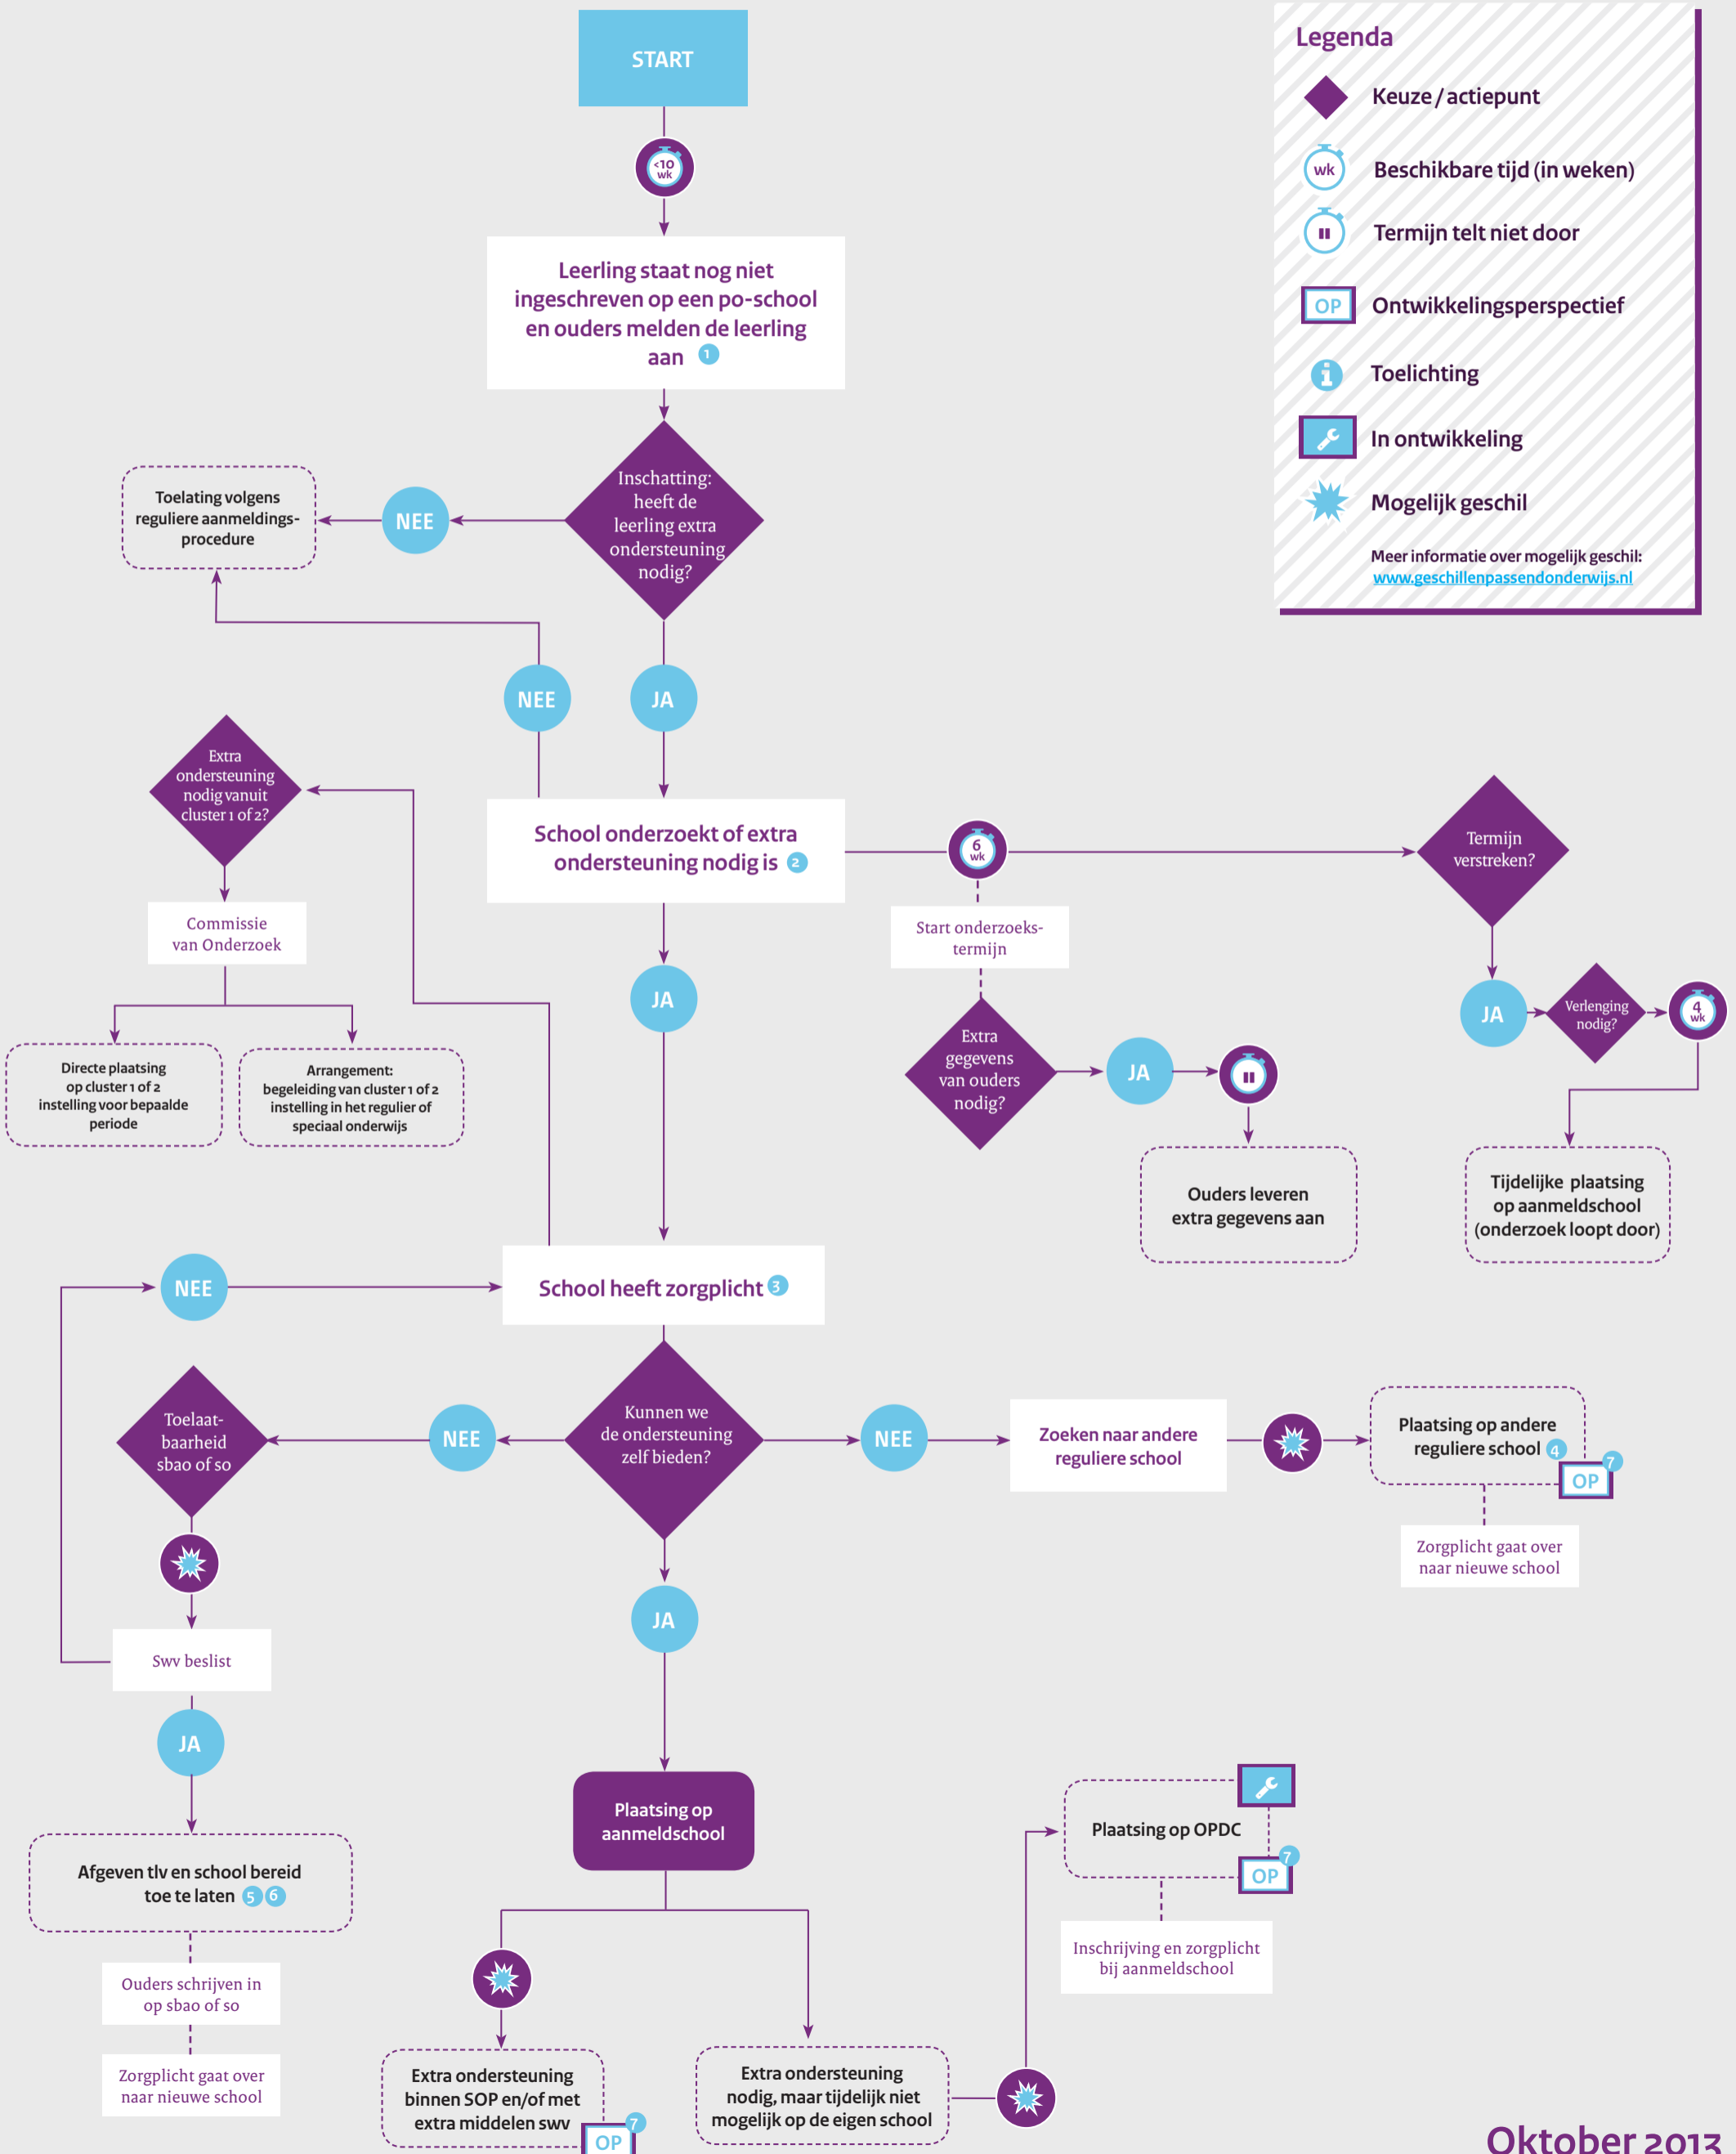 START
<10
wk
Leerling staat nog niet
ingeschreven op een po-school
en ouders melden de leerling
aan 1
Inschatting:
heeft de
leerling extra
ondersteuning
nodig?
NEE
Toelating volgens
reguliere aanmeldings-
procedure
NEE
JA
School onderzoekt of extra
ondersteuning nodig is 2
6
wk
Start onderzoeks-
termijn
Extra
gegevens
van ouders
nodig?
JA
Ouders leveren
extra gegevens aan
Termijn
verstreken?
JA
Verlenging
nodig?
4
wk
Tijdelijke plaatsing
op aanmeldschool
(onderzoek loopt door)
Extra
ondersteuning
nodig vanuit
cluster 1 of 2?
Commissie
van Onderzoek
Directe plaatsing
op cluster 1 of 2
instelling voor bepaalde
periode
Arrangement:
begeleiding van cluster 1 of 2
instelling in het regulier of
speciaal onderwijs
JA
School heeft zorgplicht 3
NEE
Kunnen we
de ondersteuning
zelf bieden?
NEE
Toelaat-
baarheid
sbao of so
Swv beslist
JA
Afgeven tlv en school bereid
toe te laten 5 6
Ouders schrijven in
op sbao of so
Zorgplicht gaat over
naar nieuwe school
NEE
Zoeken naar andere
reguliere school
Plaatsing op andere
reguliere school 4
OP 7
Zorgplicht gaat over
naar nieuwe school
JA
Plaatsing op
aanmeldschool
Extra ondersteuning
binnen SOP en/of met
extra middelen swv
OP 7
Extra ondersteuning
nodig, maar tijdelijk niet
mogelijk op de eigen school
Plaatsing op OPDC
OP 7
Inschrijving en zorgplicht
bij aanmeldschool
Legenda
Keuze / actiepunt
wk Beschikbare tijd (in weken)
Termijn telt niet door
OP Ontwikkelingsperspectief
i Toelichting
In ontwikkeling
Mogelijk geschil
Meer informatie over mogelijk geschil:
www.geschillenpassendonderwijs.nl
Oktober 2013